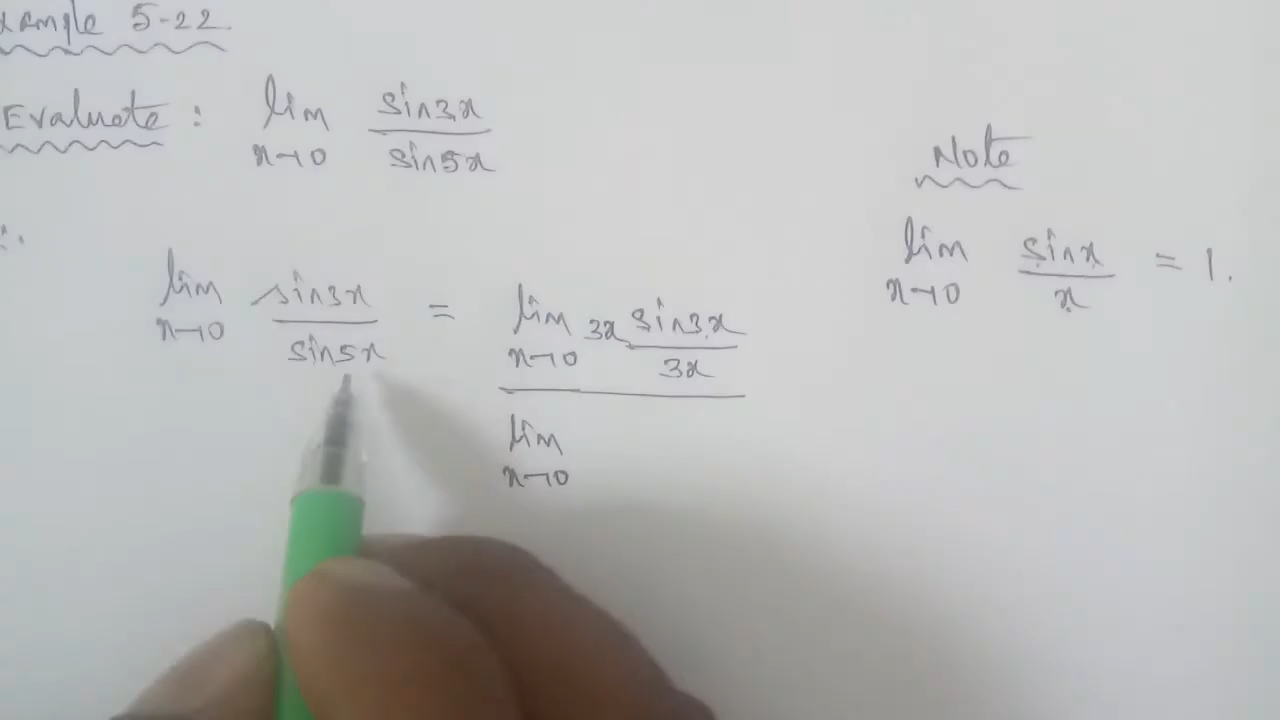 xample 5-22.
Evaluate : lim sin3x / sin5x
x→0
Note
lim sinx / x = 1.
x→0
∴ lim sin3x / sin5x = lim 3x sin3x / 3x
x→0 x→0
lim
x→0